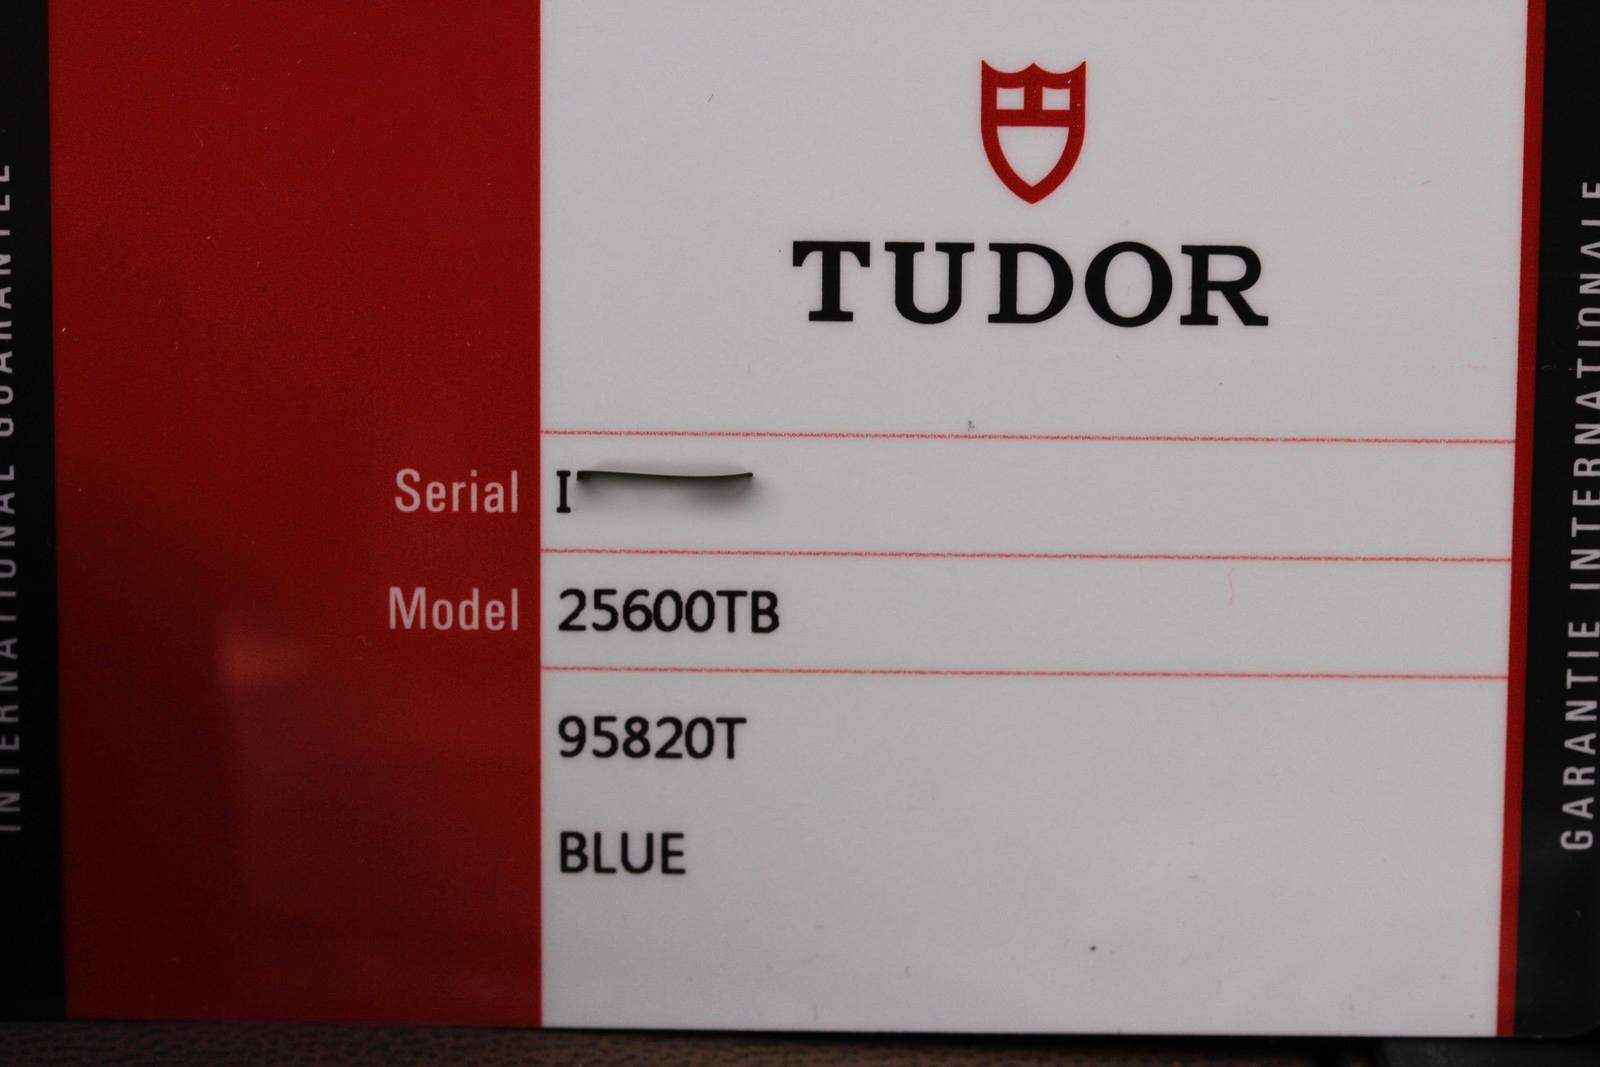 INTERNATIONAL GUARANTEE
TUDOR
Serial I
Model 25600TB
95820T
BLUE
GARANTIE INTERNATIONALE